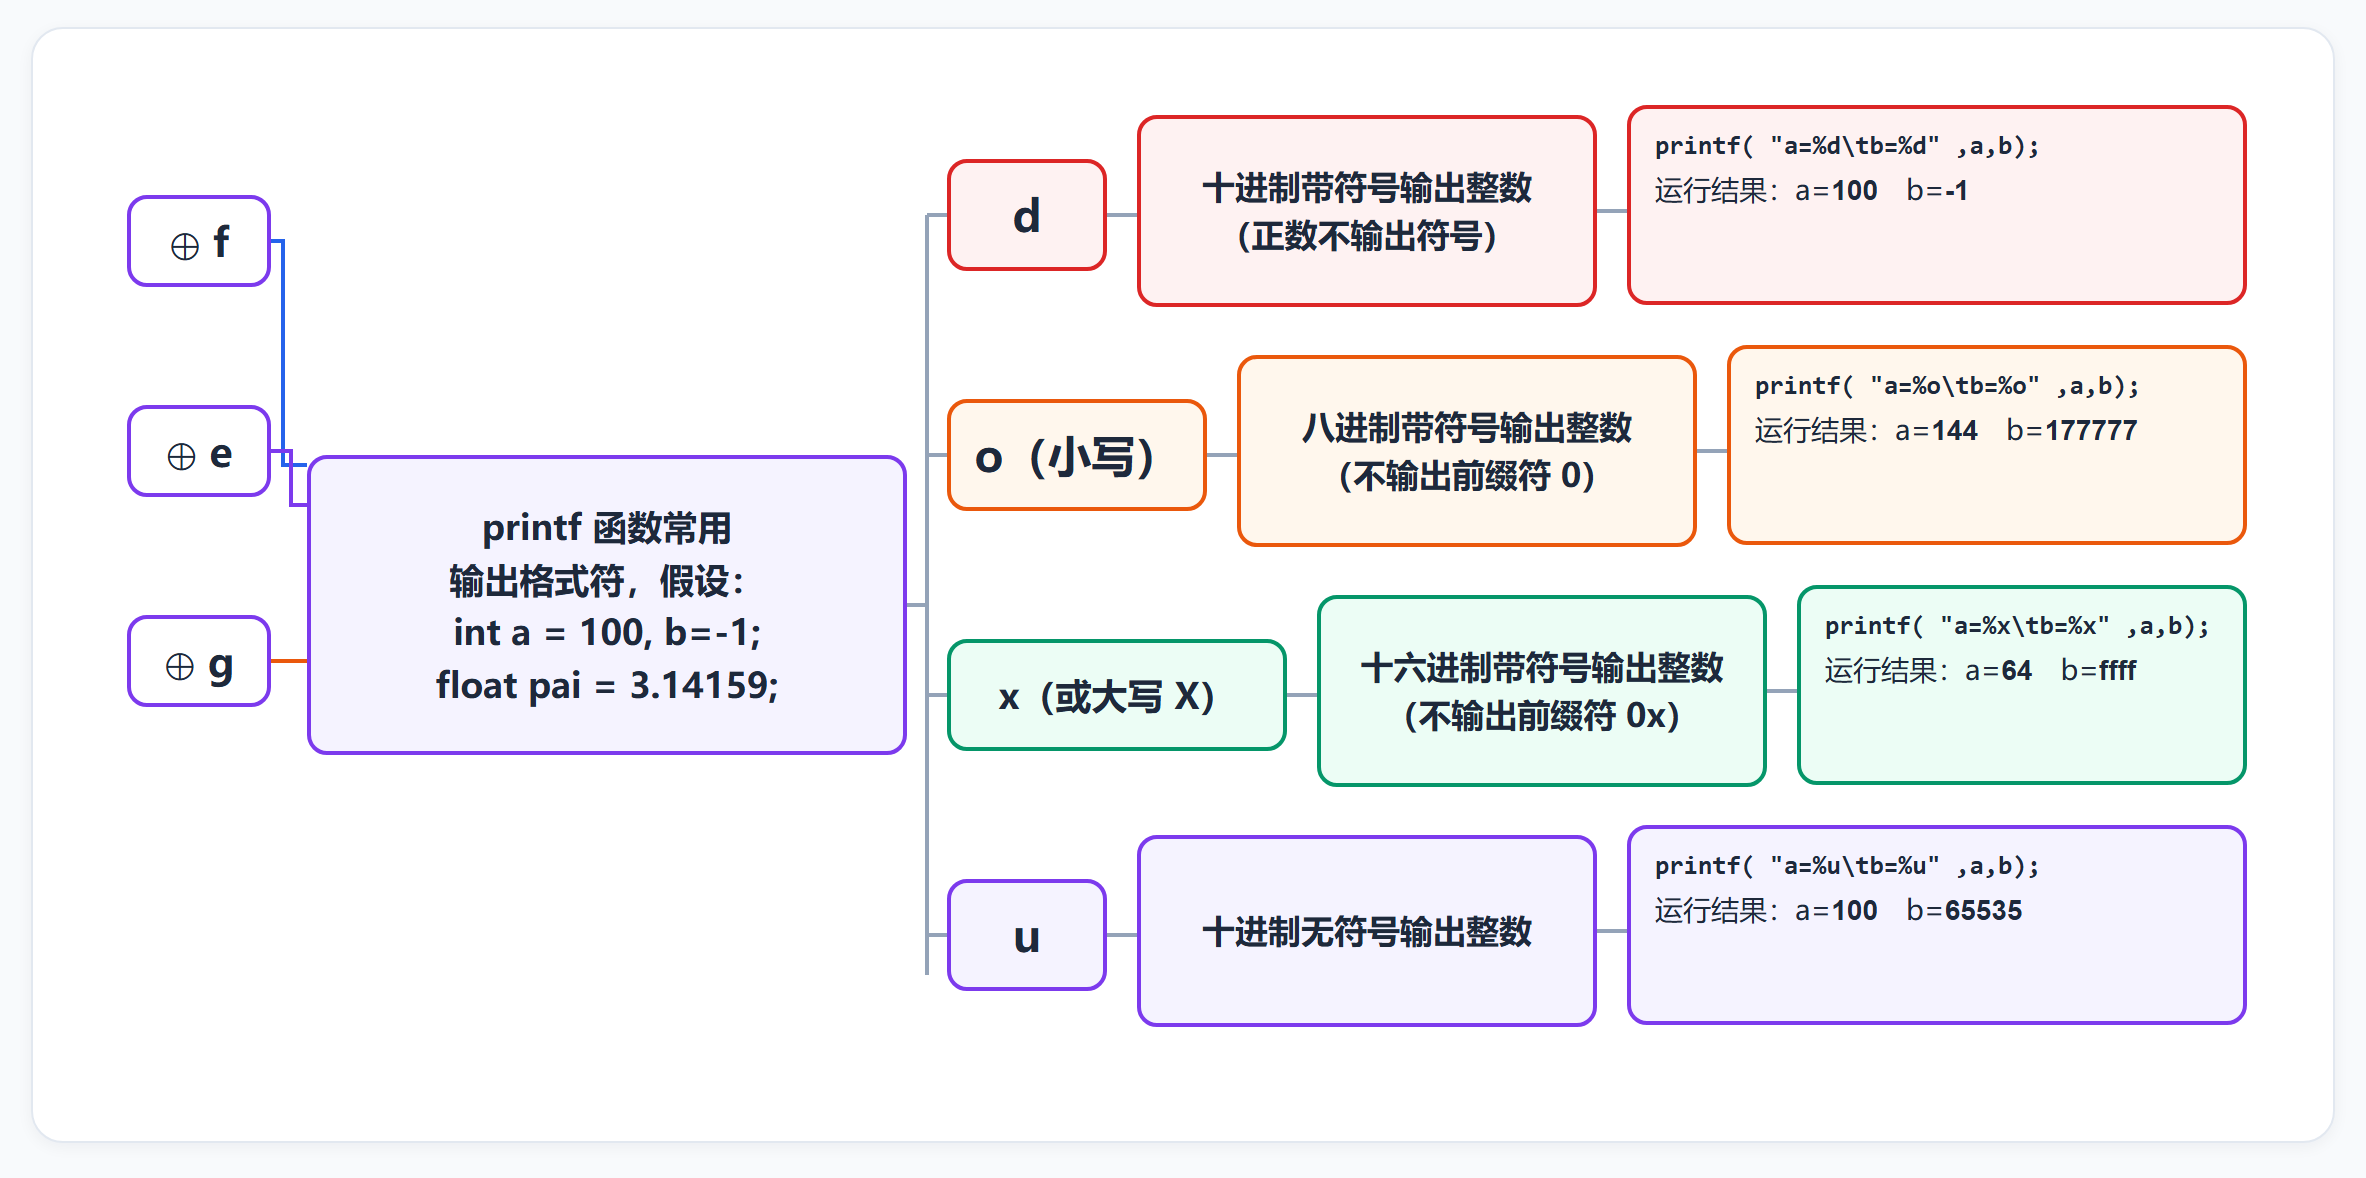 ⊕ f
⊕ e
⊕ g
printf 函数常用
输出格式符，假设：
int a = 100, b=-1;
float pai = 3.14159;
d
十进制带符号输出整数
（正数不输出符号）
printf( "a=%d\tb=%d" ,a,b);
运行结果：a=100 b=-1
o（小写）
八进制带符号输出整数
（不输出前缀符 0）
printf( "a=%o\tb=%o" ,a,b);
运行结果：a=144 b=177777
x（或大写 X）
十六进制带符号输出整数
（不输出前缀符 0x）
printf( "a=%x\tb=%x" ,a,b);
运行结果：a=64 b=ffff
u
十进制无符号输出整数
printf( "a=%u\tb=%u" ,a,b);
运行结果：a=100 b=65535